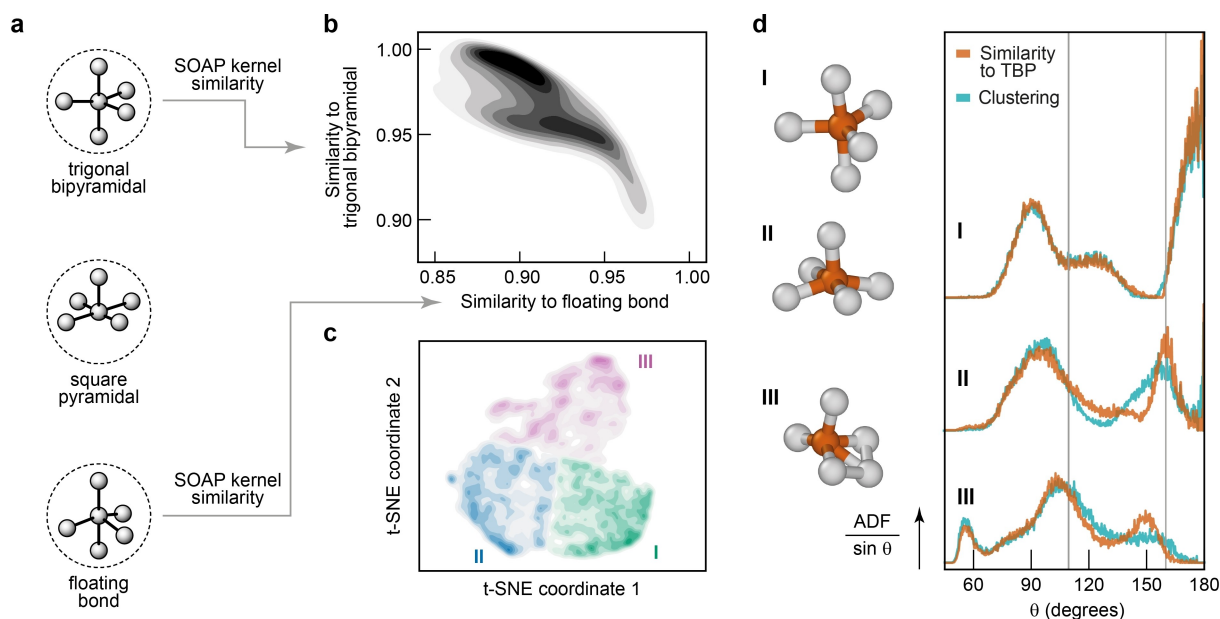 a
SOAP kernel
similarity
trigonal
bipyramidal
square
pyramidal
SOAP kernel
similarity
floating
bond
b
Similarity to
trigonal bipyramidal
1.00
0.95
0.90
0.85
0.90
0.95
1.00
Similarity to floating bond
c
t-SNE coordinate 2
III
II
I
t-SNE coordinate 1
d
I
II
III
ADF
sin θ
Similarity
to TBP
Clustering
I
II
III
60
90
120
150
180
θ (degrees)